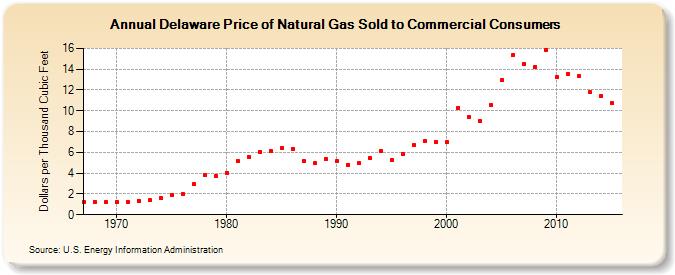 Annual Delaware Price of Natural Gas Sold to Commercial Consumers
Dollars per Thousand Cubic Feet
16
14
12
10
8
6
4
2
0
1970 1980 1990 2000 2010
Source: U.S. Energy Information Administration